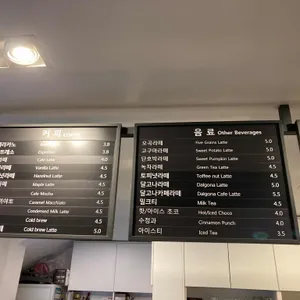 커피 Coffee
3.8
Espresso 3.8
Cafe Latte 4.0
Vanilla Latte 4.5
Hazelnut Latte 4.5
Maple Latte 4.5
Cafe Mocha 4.5
Caramel Macchiato 4.5
Condensed Milk Latte 4.5
Cold brew Cold brew 4.5
Cold brew Latte 5.0
음료 Other Beverages
오곡라떼 Five Grains Latte 5.0
고구마라떼 Sweet Potato Latte 5.0
단호박라떼 Sweet Pumpkin Latte 5.0
녹차라떼 Green Tea Latte 4.5
토피넛라떼 Toffee nut Latte 4.5
달고나라떼 Dalgona Latte 5.0
달고나카페라떼 Dalgona Cafe Latte 5.5
밀크티 Milk Tea 4.5
핫/아이스 초코 Hot/Iced Choco 4.0
수정과 Cinnamon Punch 4.0
아이스티 Iced Tea 3.5